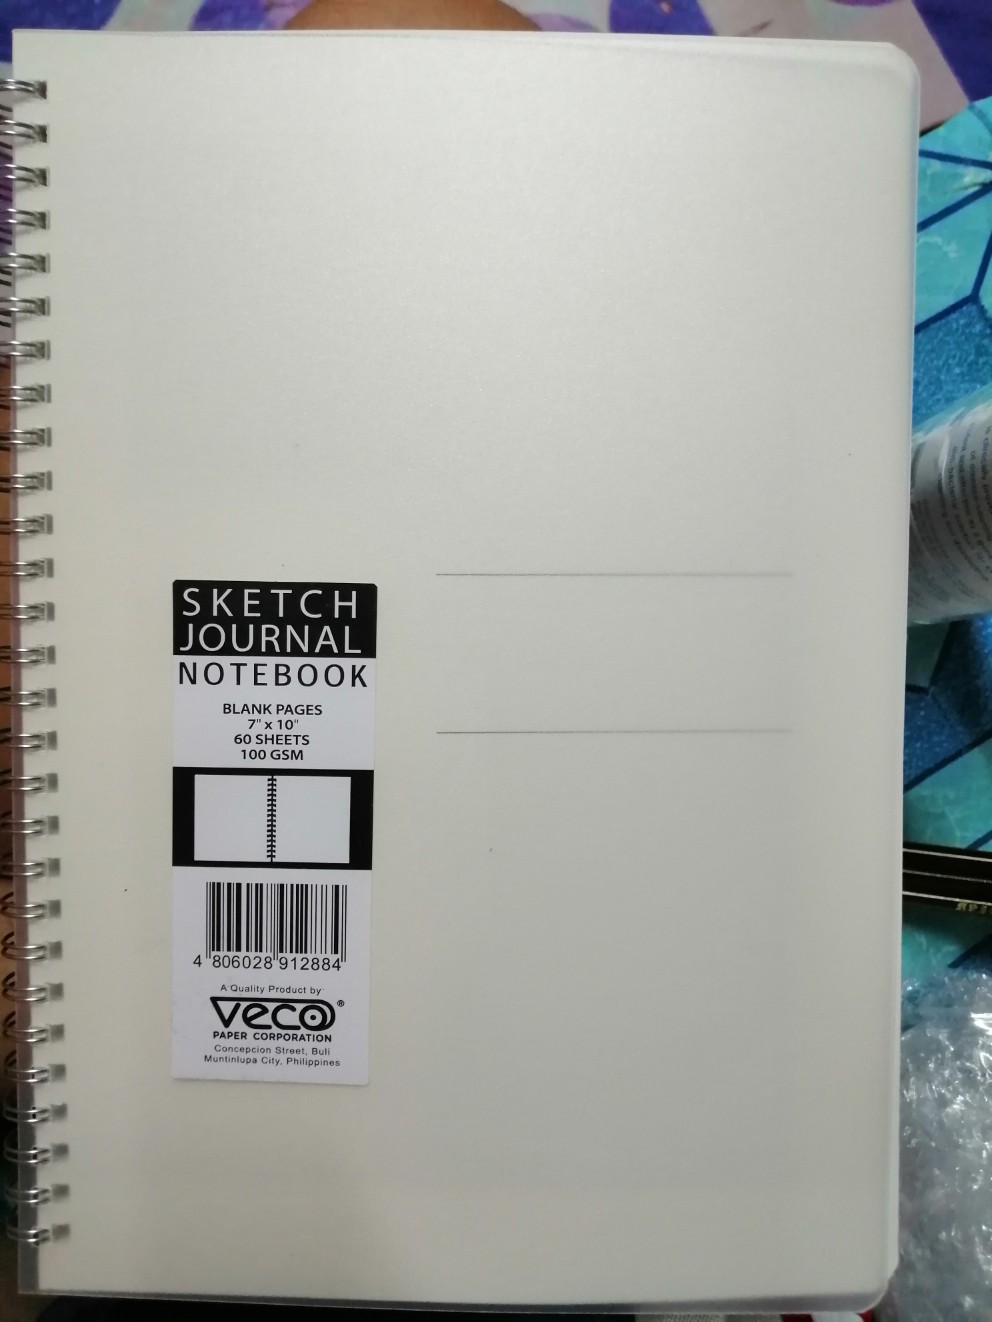 SKETCH
JOURNAL
NOTEBOOK
BLANK PAGES
7" x 10"
60 SHEETS
100 GSM
4 806028 912884
A Quality Product by
veco®
PAPER CORPORATION
Concepcion Street, Buli
Muntinlupa City, Philippines